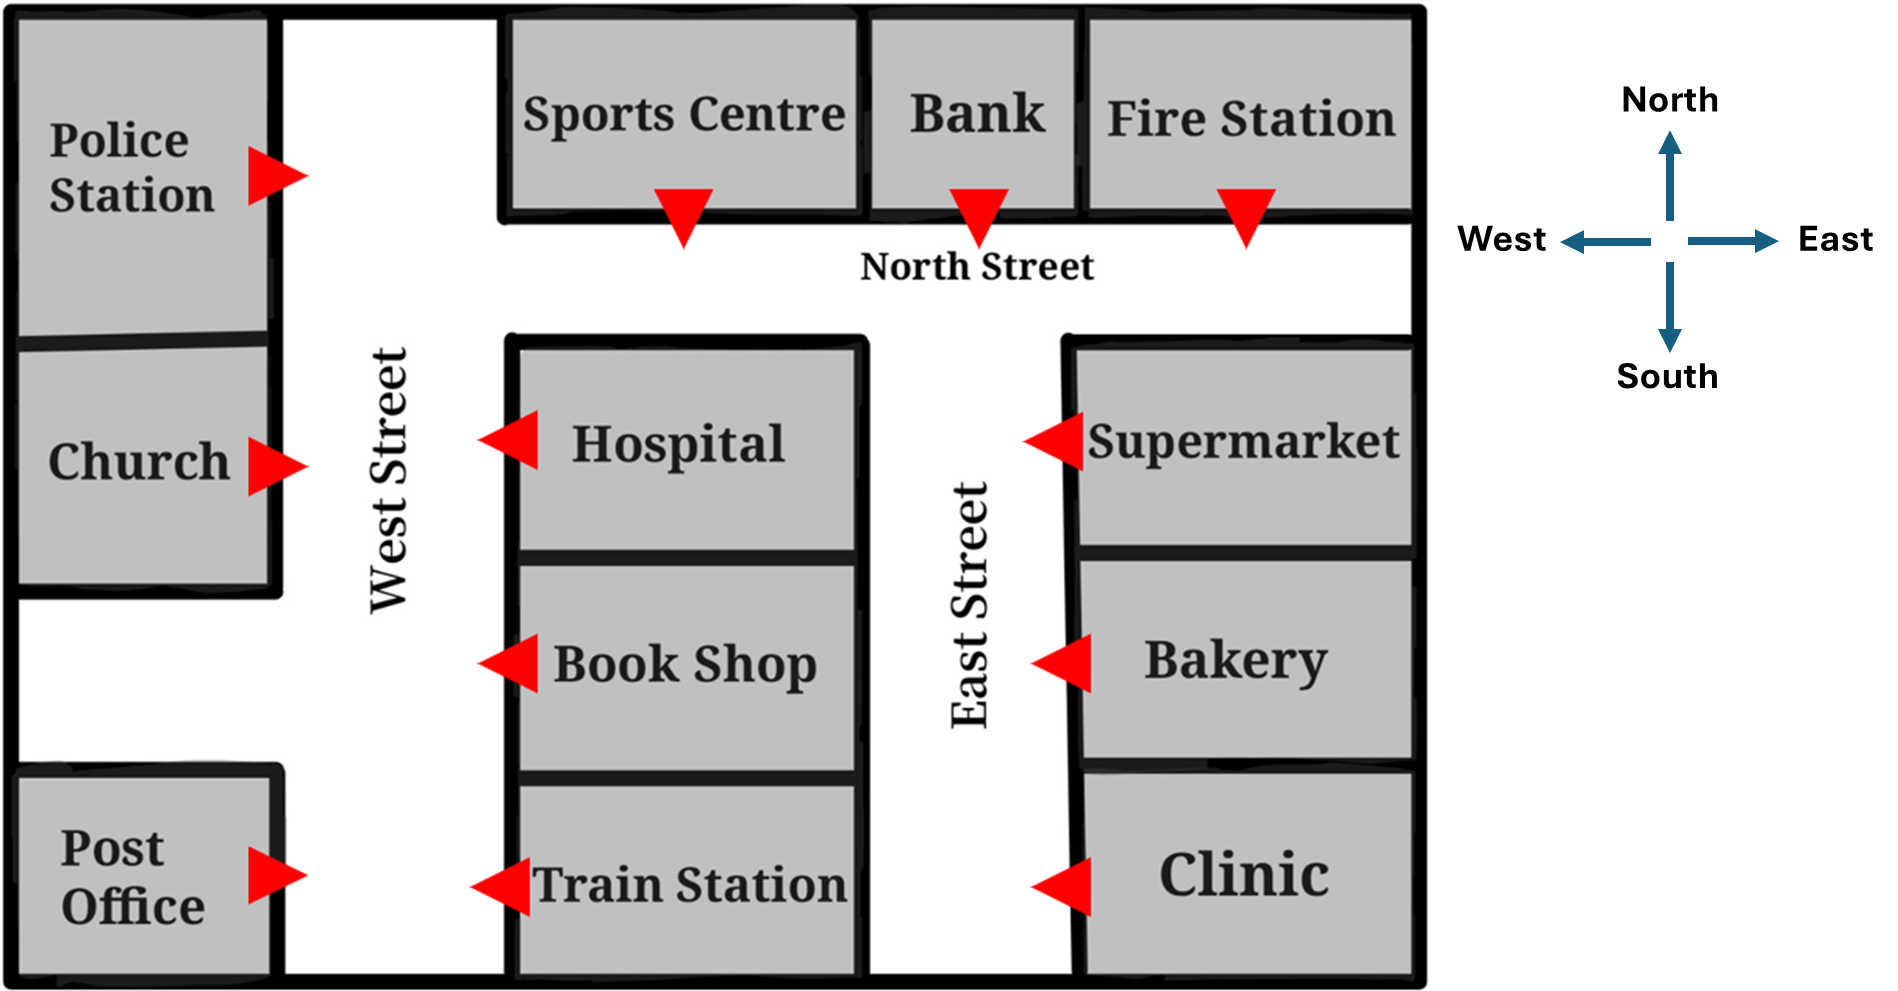 Police
Station
Sports Centre
Bank
Fire Station
North
West
East
South
North Street
West Street
Church
Hospital
Supermarket
East Street
Book Shop
Bakery
Post
Office
Train Station
Clinic